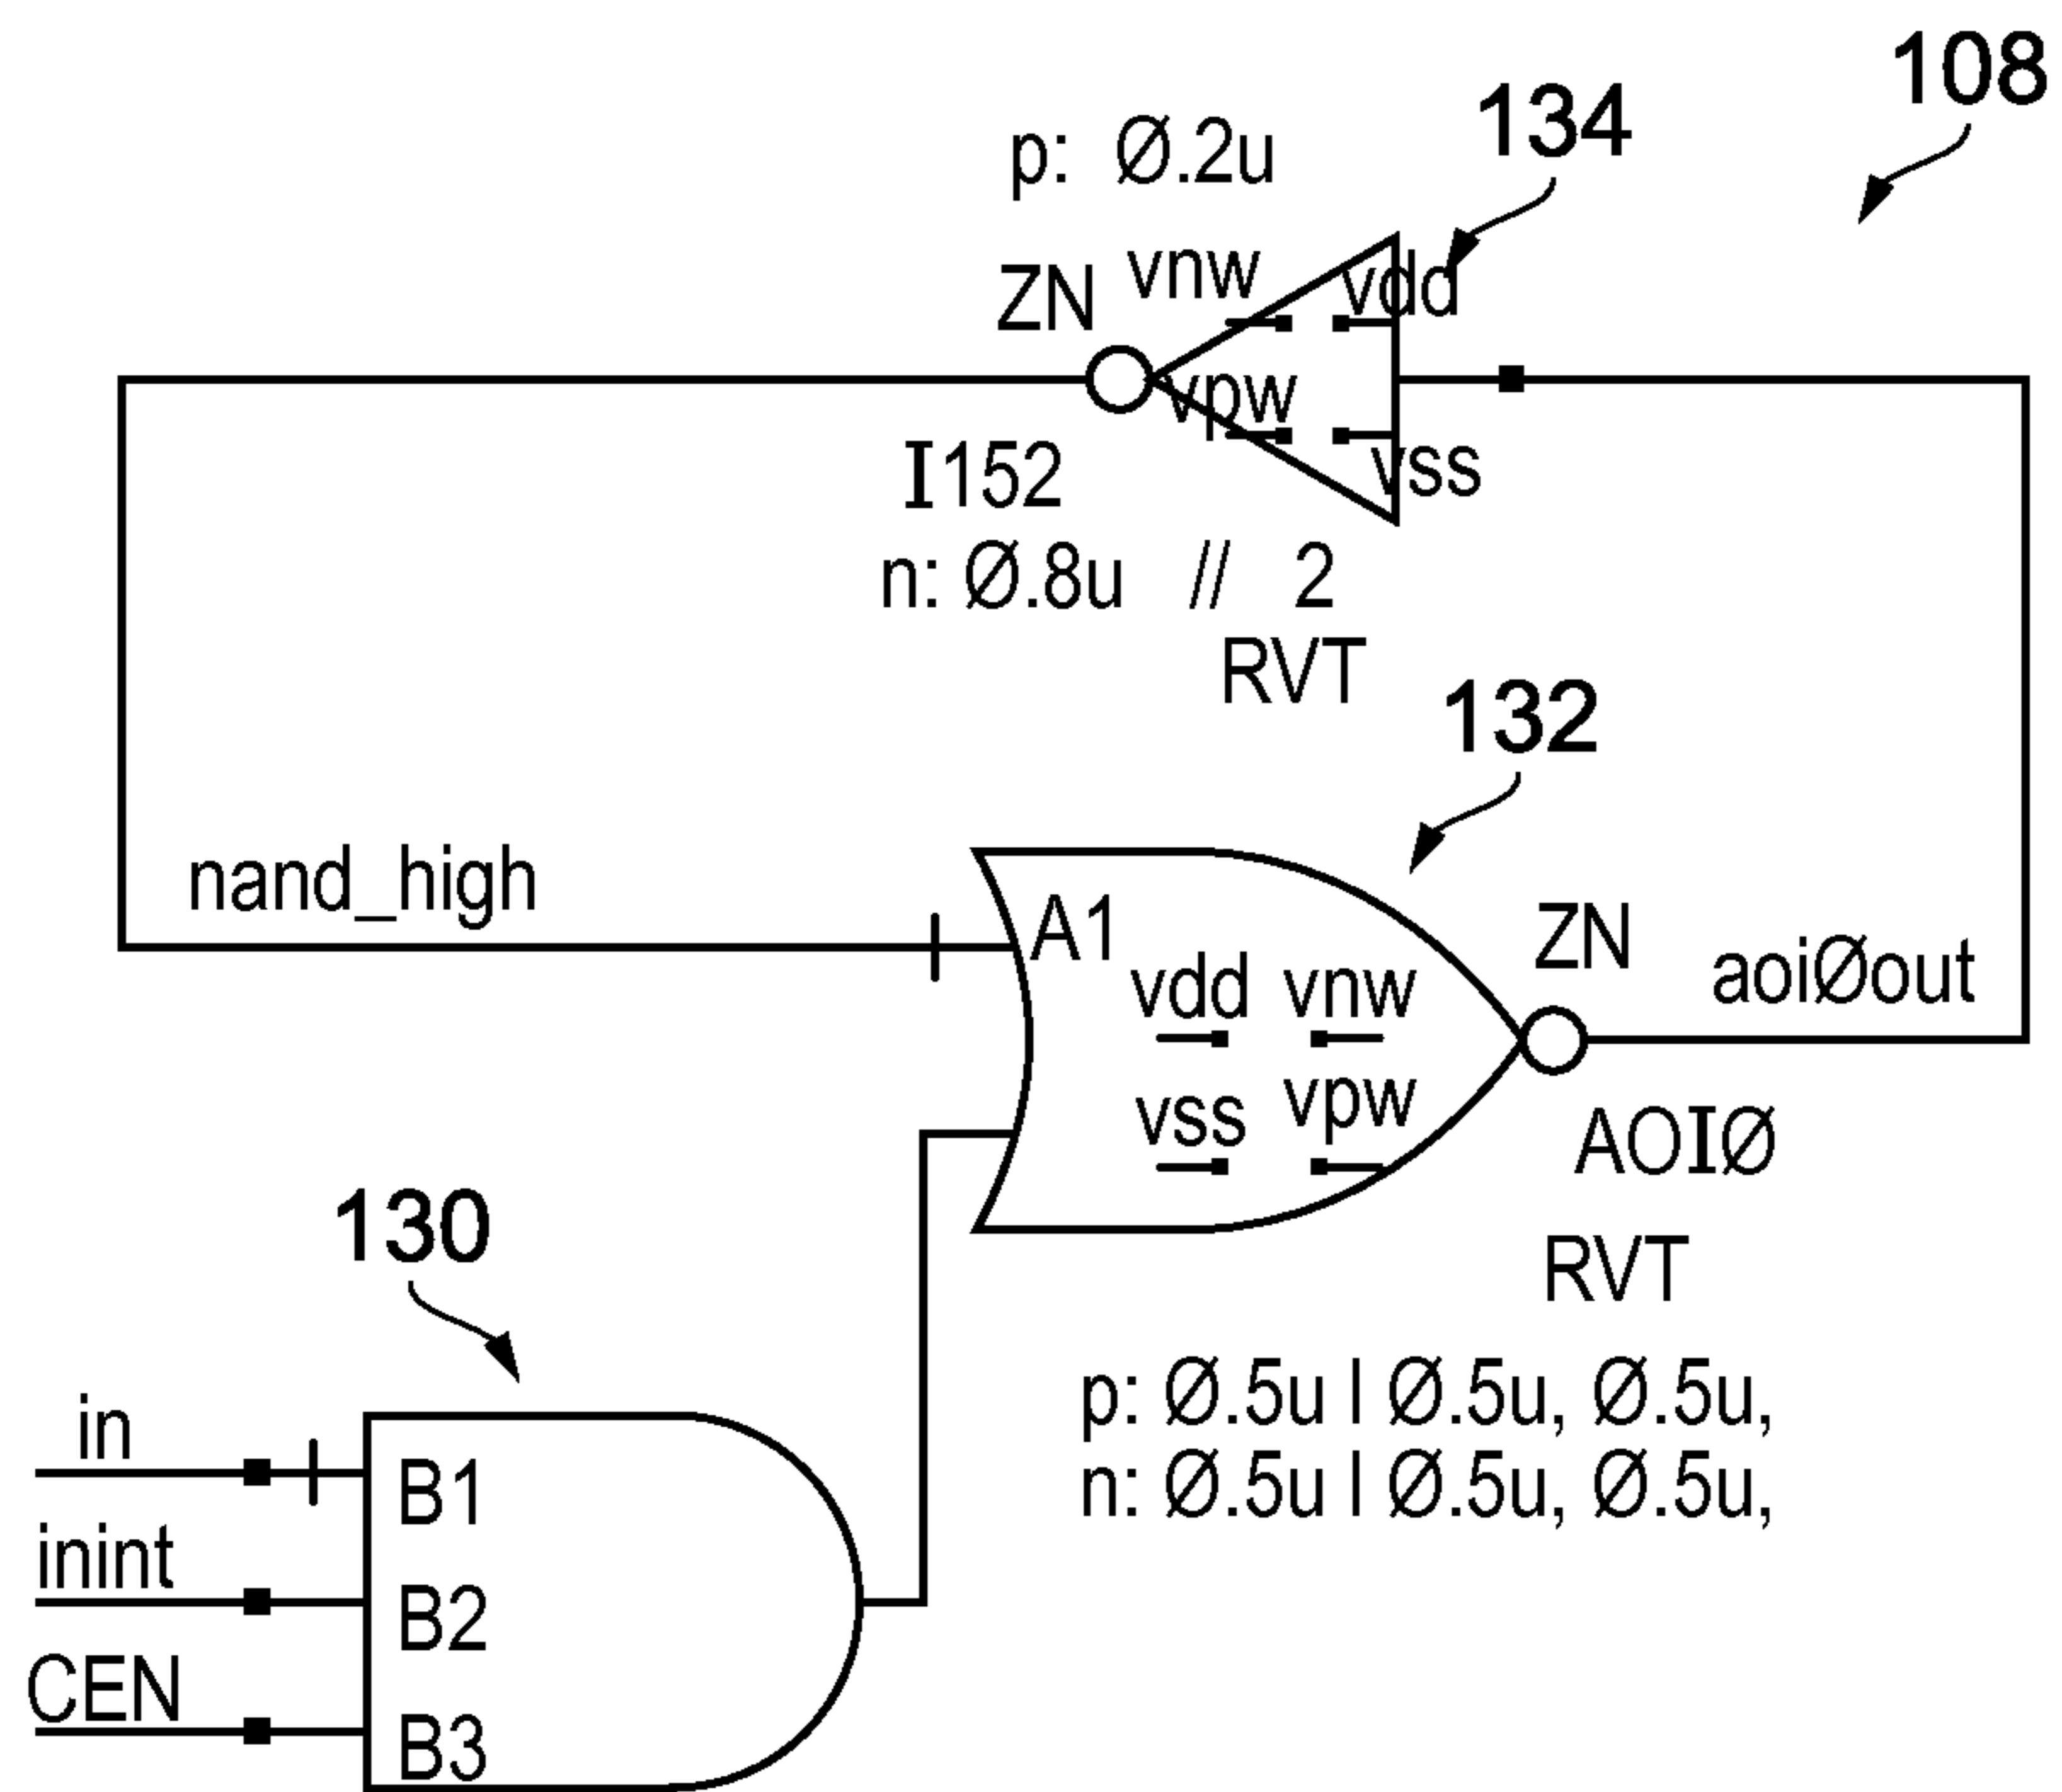 108
134
p: Ø.2u
vnw
vdd
ZN
vpw
vss
I152
n: Ø.8u // 2
RVT
132
nand_high
A1
ZN
vdd vnw
aoiØout
vss vpw
AOIØ
130
RVT
p: Ø.5u | Ø.5u, Ø.5u,
n: Ø.5u | Ø.5u, Ø.5u,
in
B1
inint
B2
CEN
B3